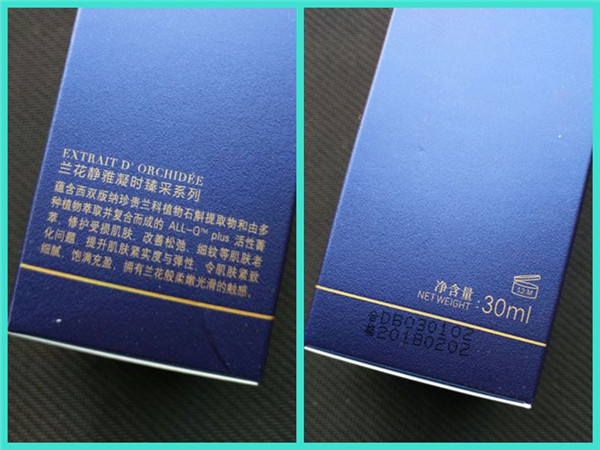 EXTRAIT D' ORCHIDÉE
兰花静雅凝时臻采系列
蕴含西双版纳珍贵兰科植物石斛提取物和由多
种植物萃取并复合而成的 ALL-Q™ plus 活性菁
萃，修护受损肌肤，改善松弛、细纹等肌肤老
化问题，提升肌肤紧实度与弹性，令肌肤紧致
细腻、饱满充盈，拥有兰花般柔嫩光滑的触感。
12 M
净含量:
NET WEIGHT : 30ml
DB030102
20180202